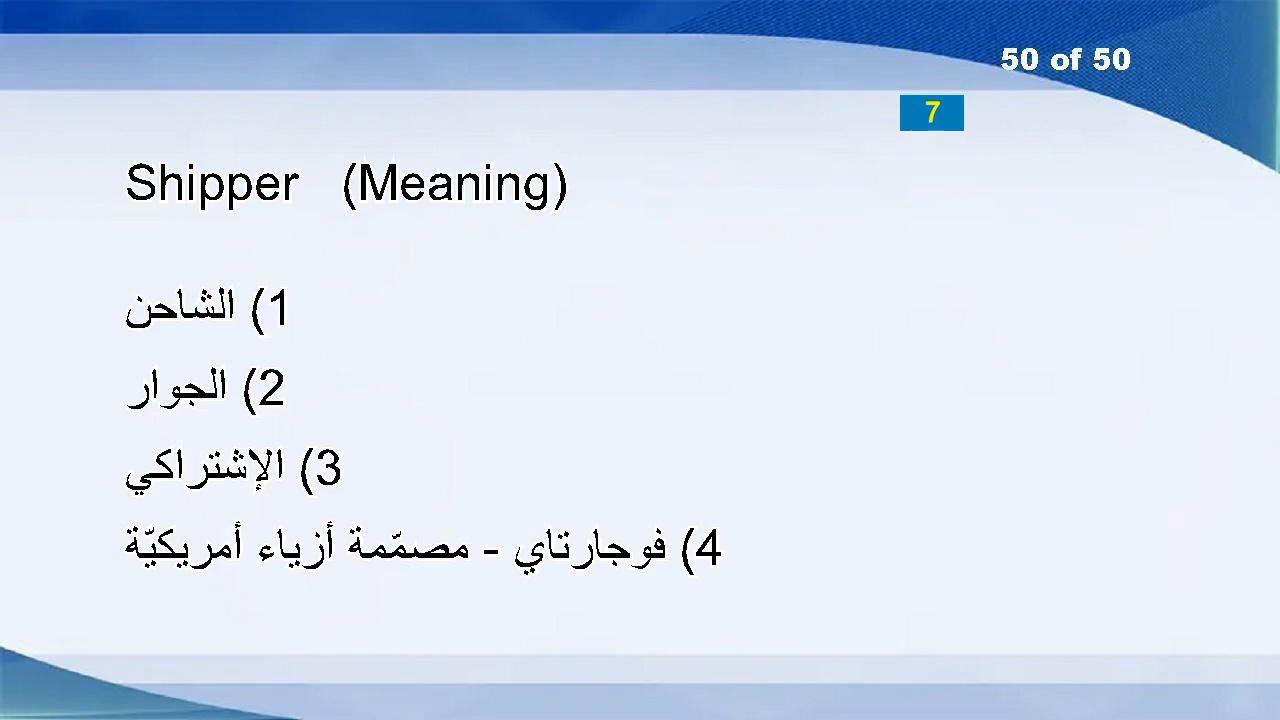 50 of 50
7
Shipper (Meaning)
1) الشاحن
2) الجوار
3) الإشتراكي
4) فوجارتاي - مصمّمة أزياء أمريكيّة